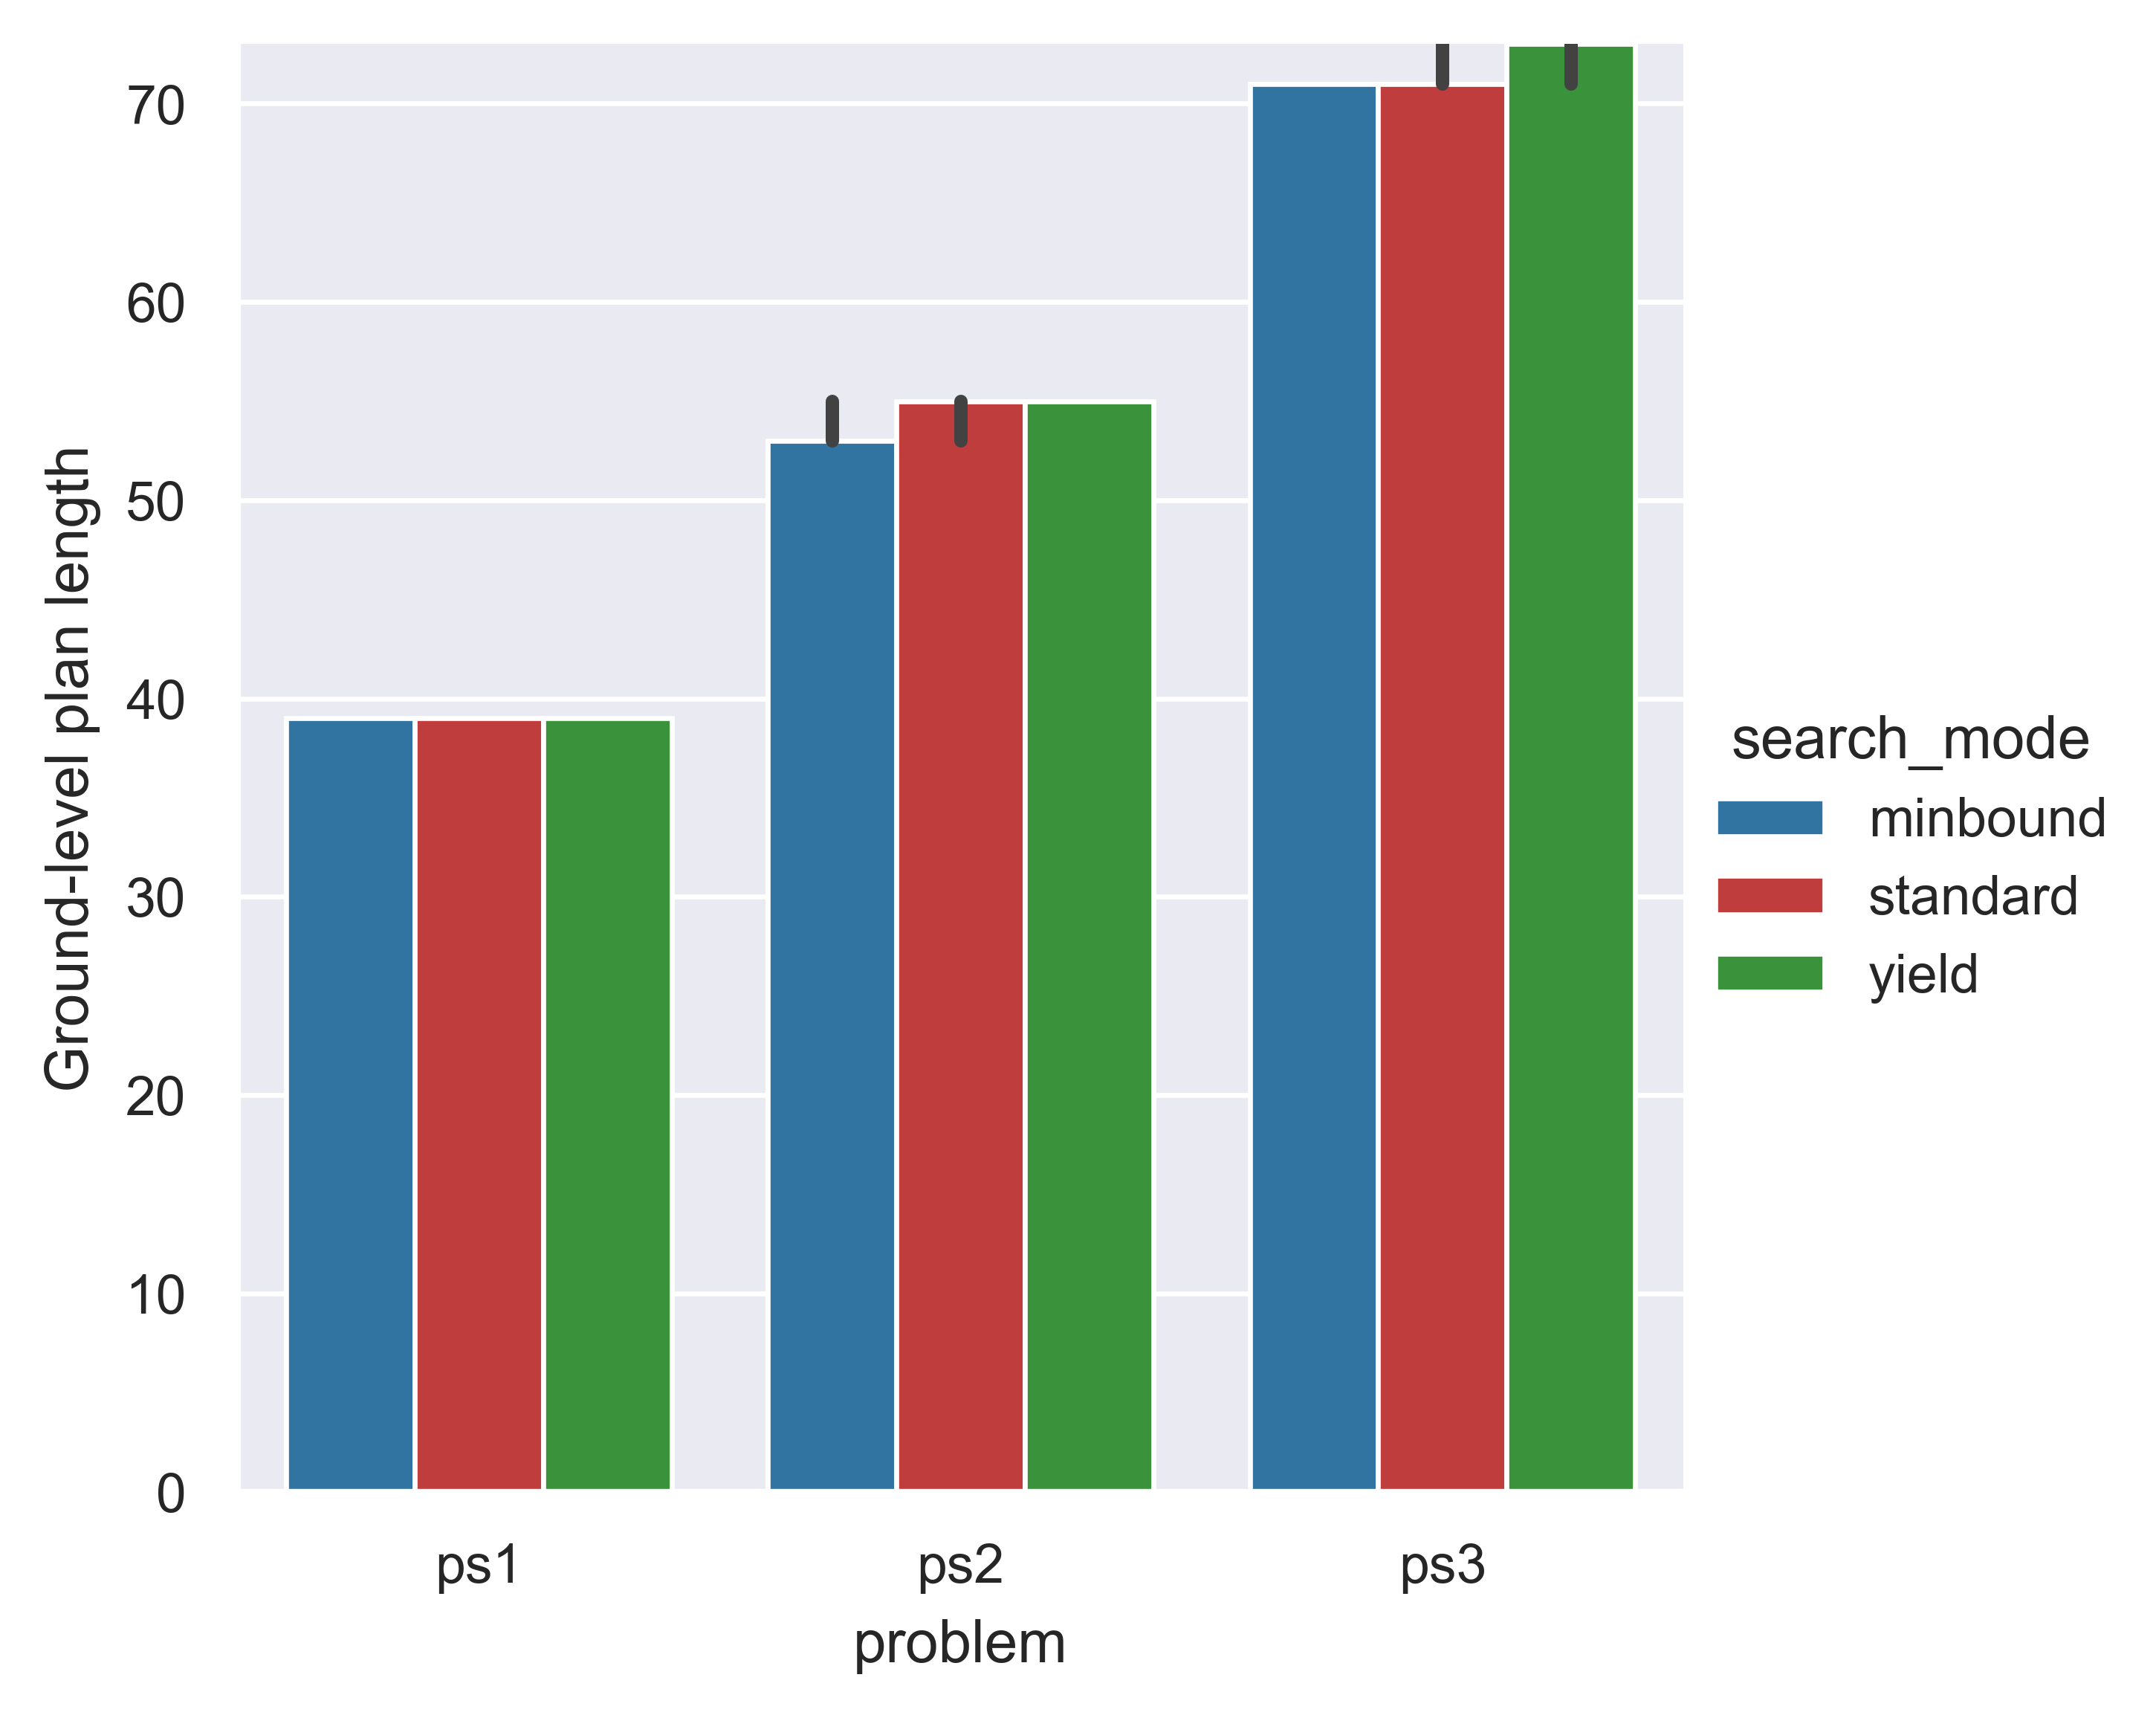 Ground-level plan length
70
60
50
40
30
20
10
0
ps1
ps2
ps3
problem
search_mode
minbound
standard
yield